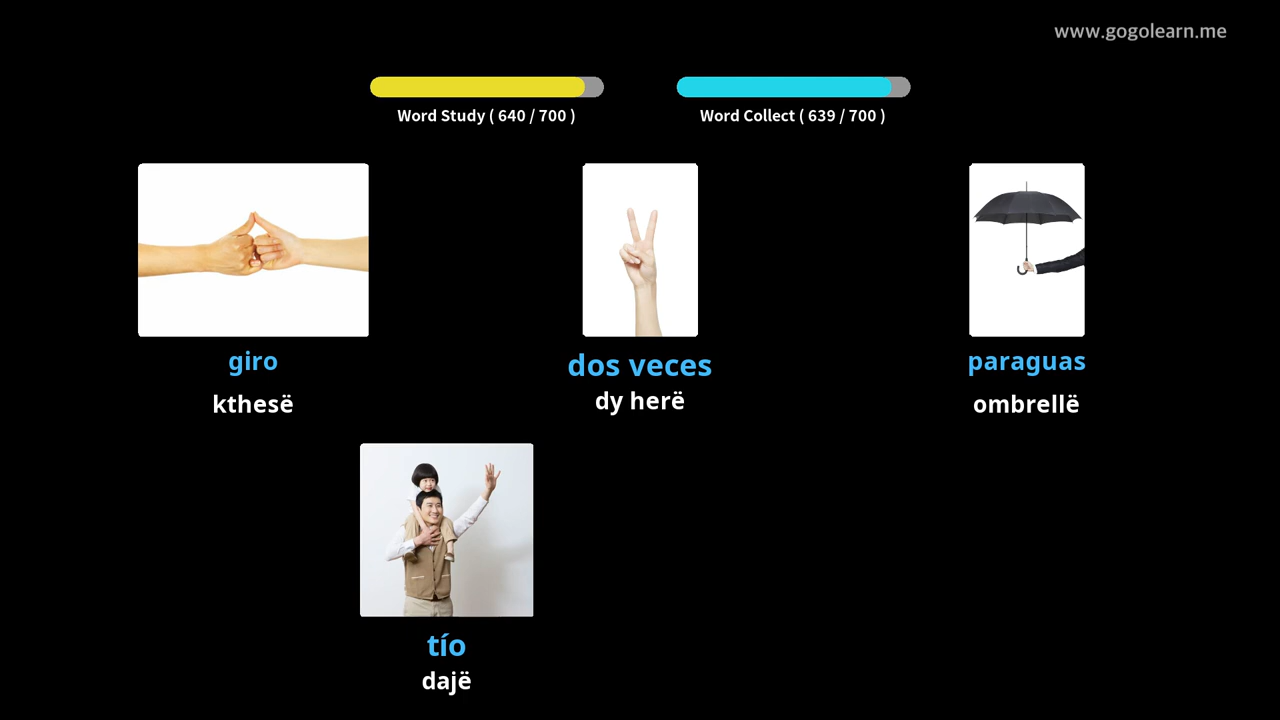 www.gogolearn.me
Word Study ( 640 / 700 )
Word Collect ( 639 / 700 )
giro
kthesë
dos veces
dy herë
paraguas
ombrellë
tío
dajë